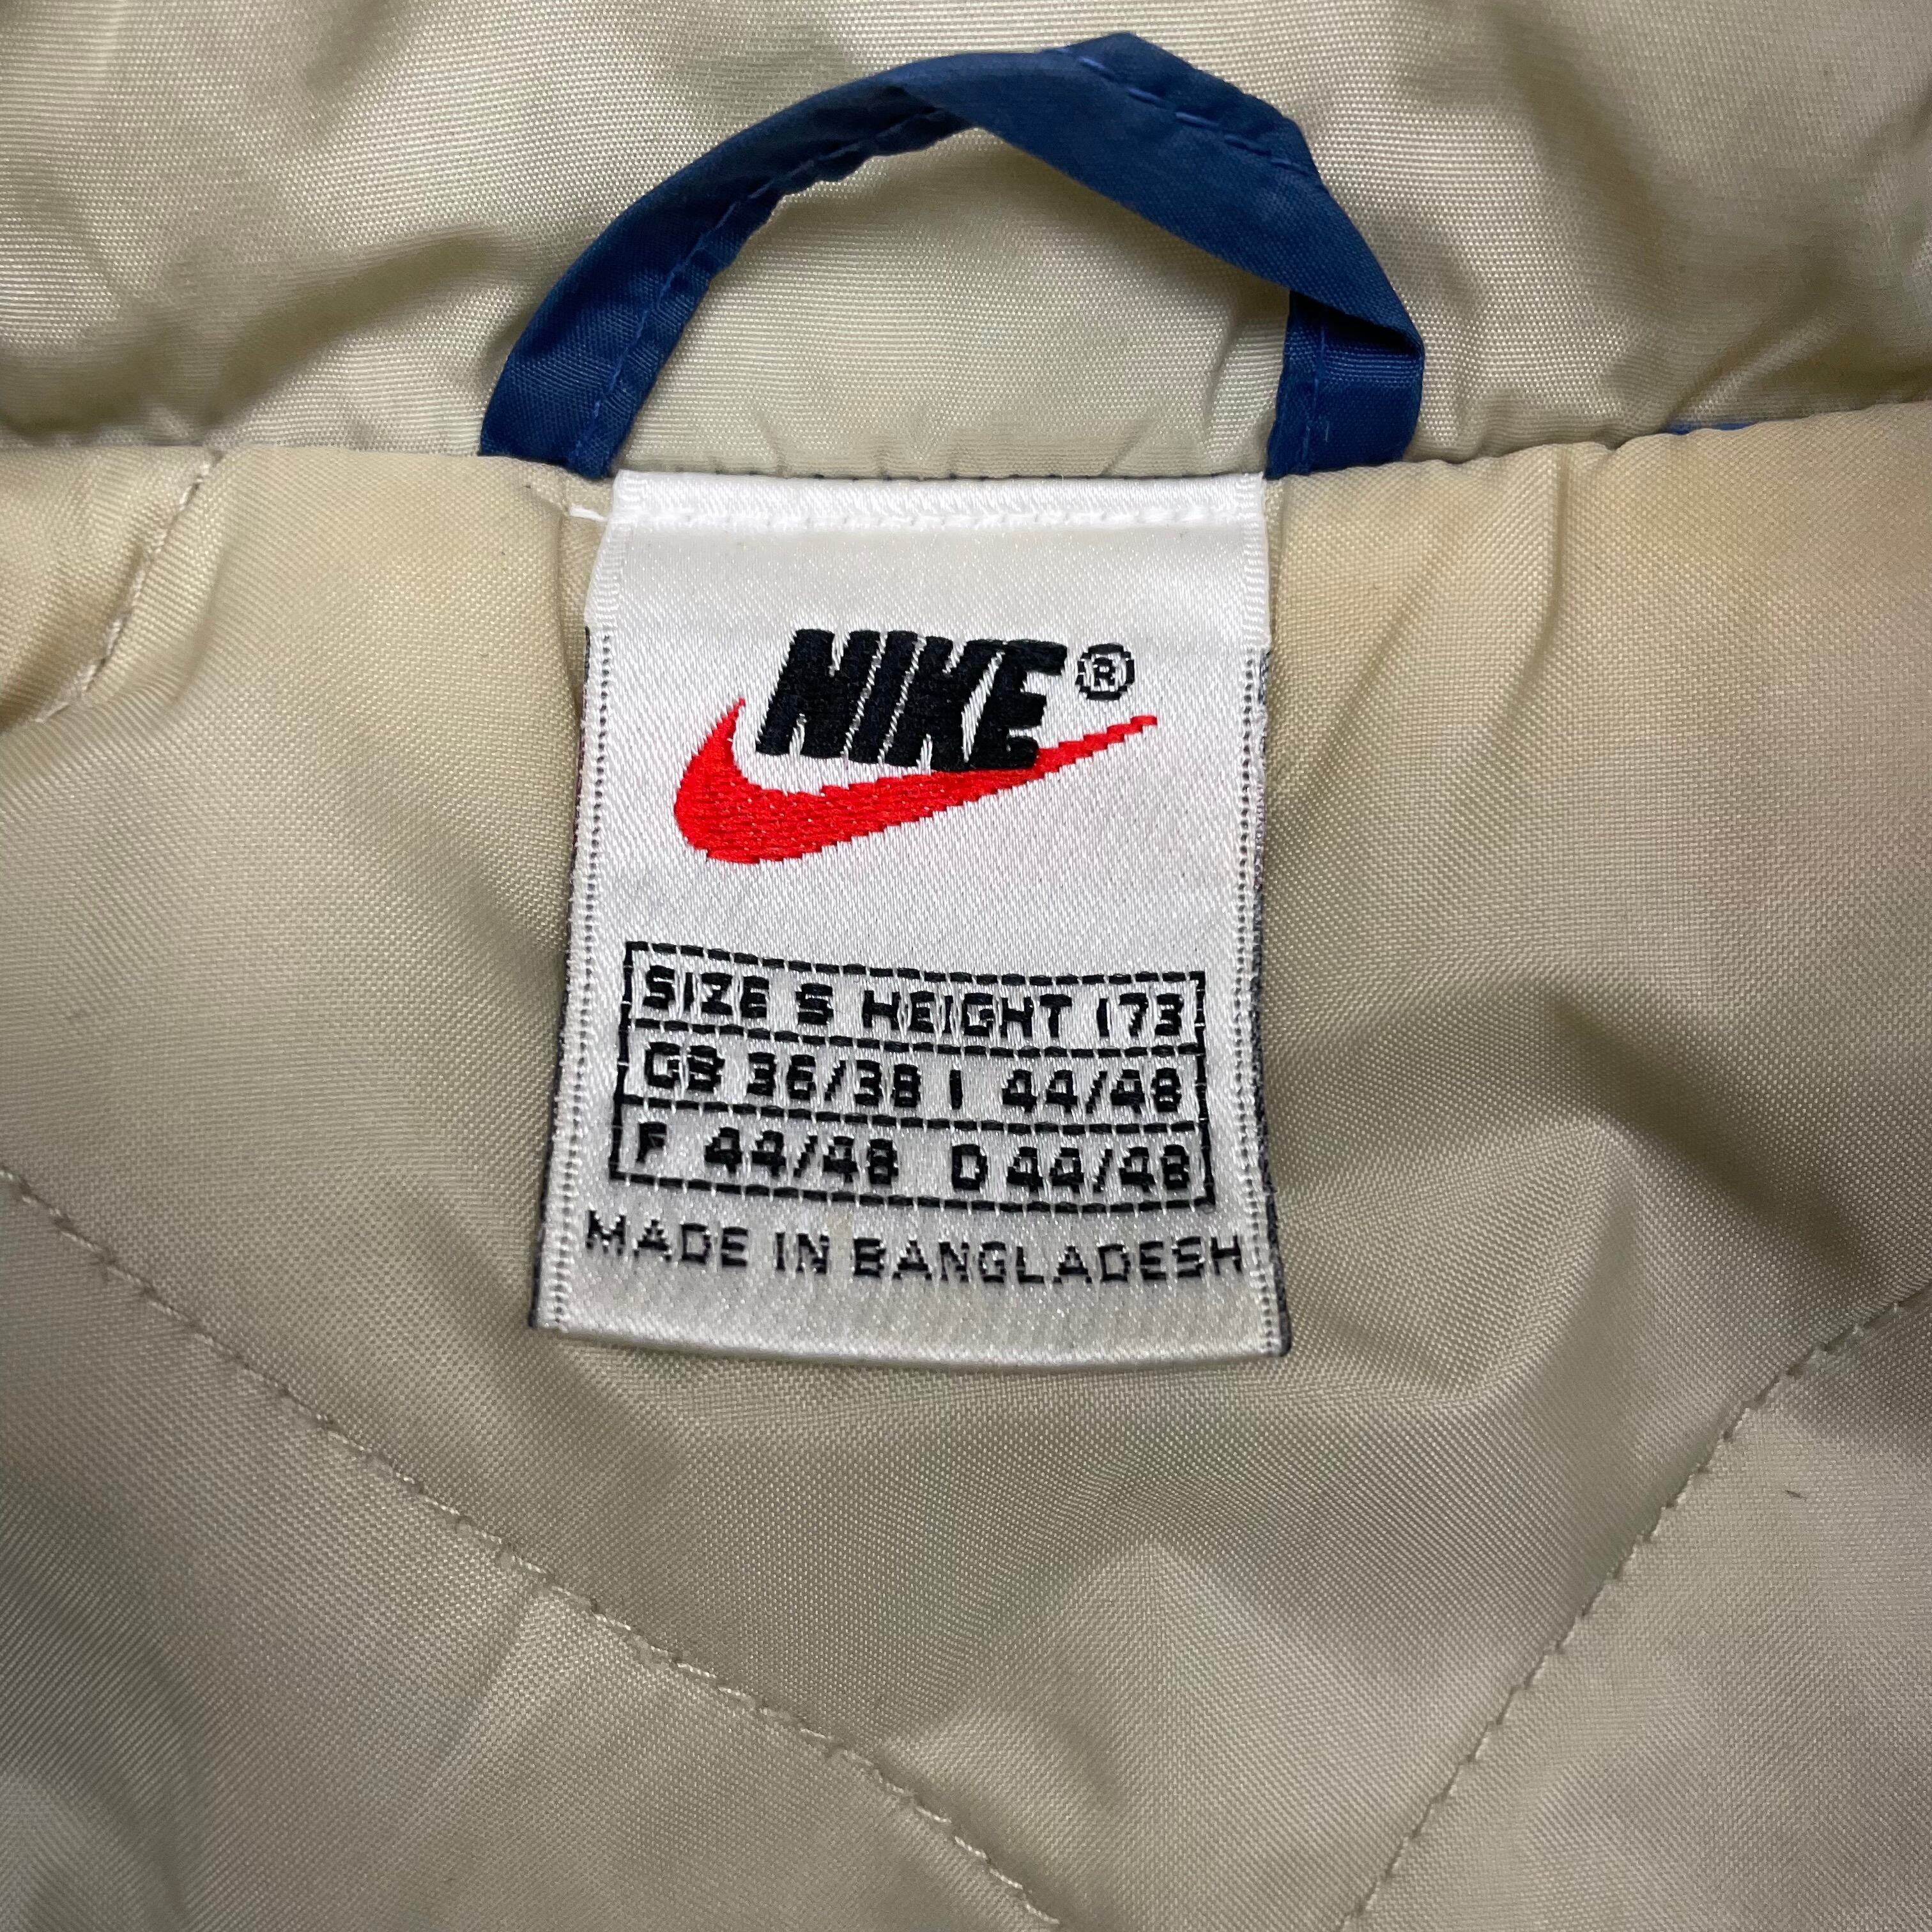 NIKE®
SIZE S HEIGHT 173
GB 36/38 I 44/48
F 44/48 D 44/48
MADE IN BANGLADESH